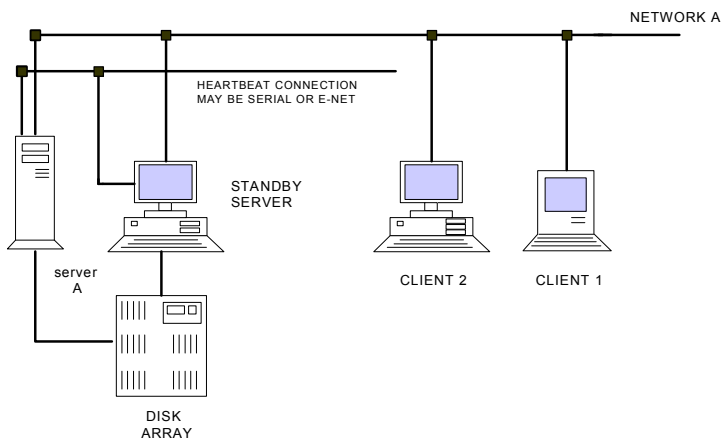 NETWORK A
HEARTBEAT CONNECTION
MAY BE SERIAL OR E-NET
STANDBY
SERVER
server
A
CLIENT 2
CLIENT 1
DISK
ARRAY